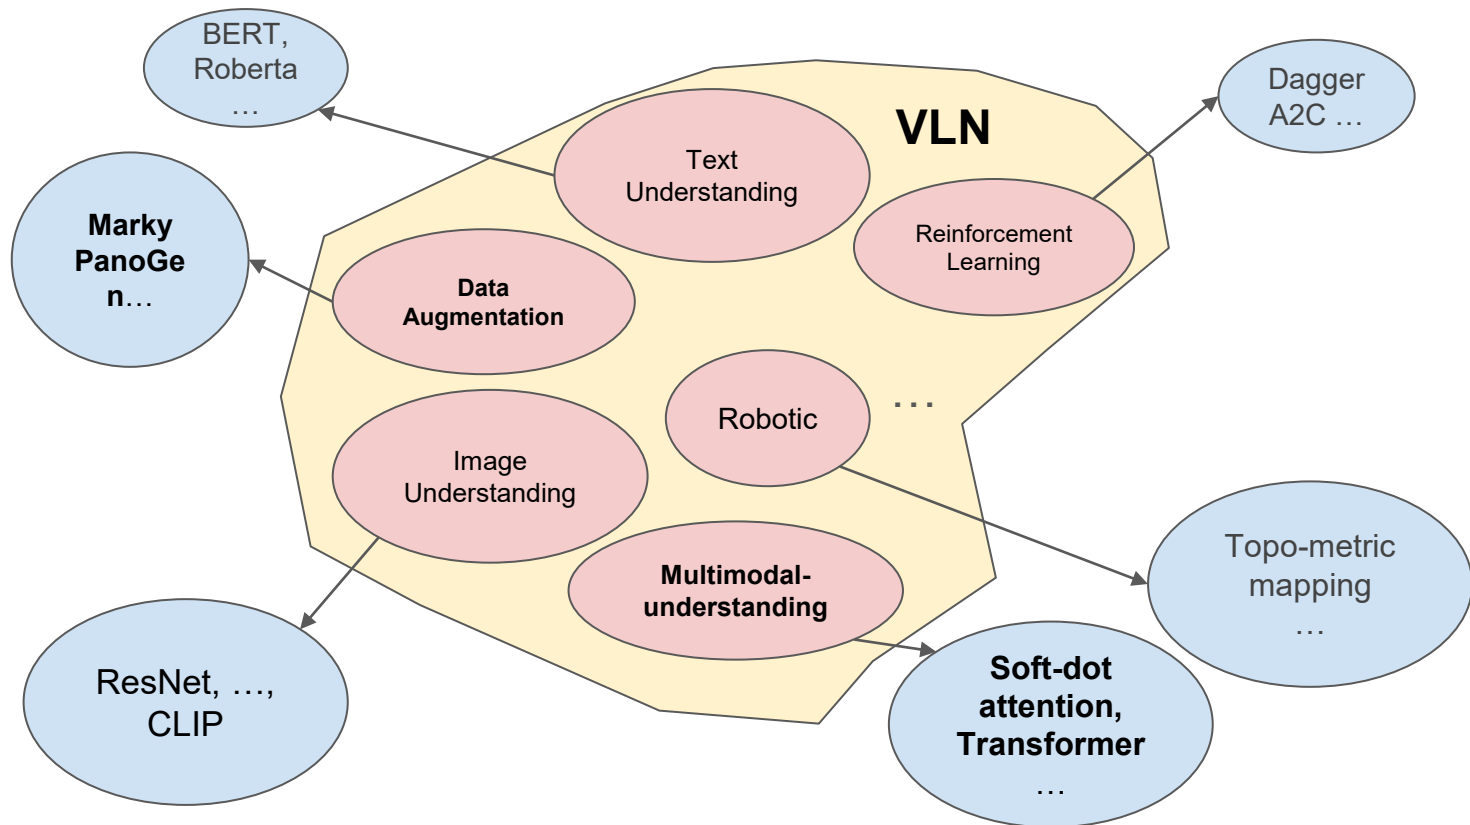 BERT,
Roberta
…
Dagger
A2C …
VLN
Text
Understanding
Marky
PanoGe
n…
Reinforcement
Learning
Data
Augmentation
Robotic
...
Image
Understanding
Topo-metric
mapping
…
Multimodal-
understanding
ResNet, …,
CLIP
Soft-dot
attention,
Transformer
…